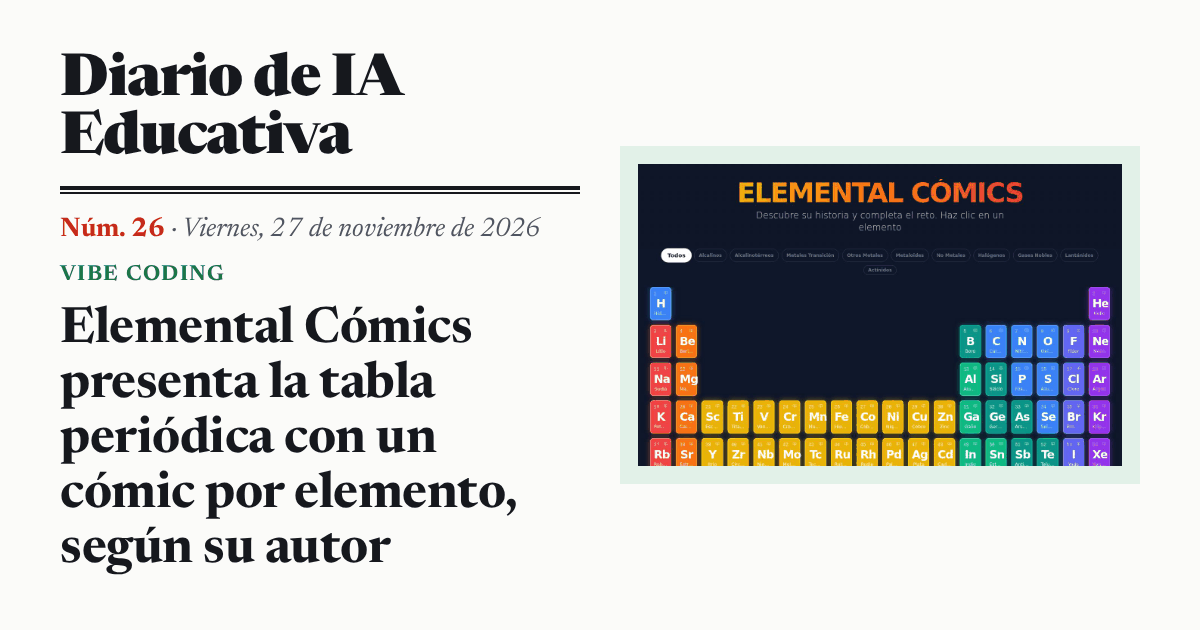 Diario de IA
Educativa
Núm. 26 · Viernes, 27 de noviembre de 2026
VIBE CODING
Elemental Cómics
presenta la tabla
periódica con un
cómic por elemento,
según su autor
ELEMENTAL CÓMICS
Descubre su historia y completa el reto. Haz clic en un
elemento
Todos Alcalinos Alcalinotérreos Metales Transición Otros Metales Metaloides No Metales Halógenos Gases Nobles Lantánidos
Actínidos
H He
Li Be B C N O F Ne
Na Mg Al Si P S Cl Ar
K Ca Sc Ti V Cr Mn Fe Co Ni Cu Zn Ga Ge As Se Br Kr
Rb Sr Y Zr Nb Mo Tc Ru Rh Pd Ag Cd In Sn Sb Te I Xe